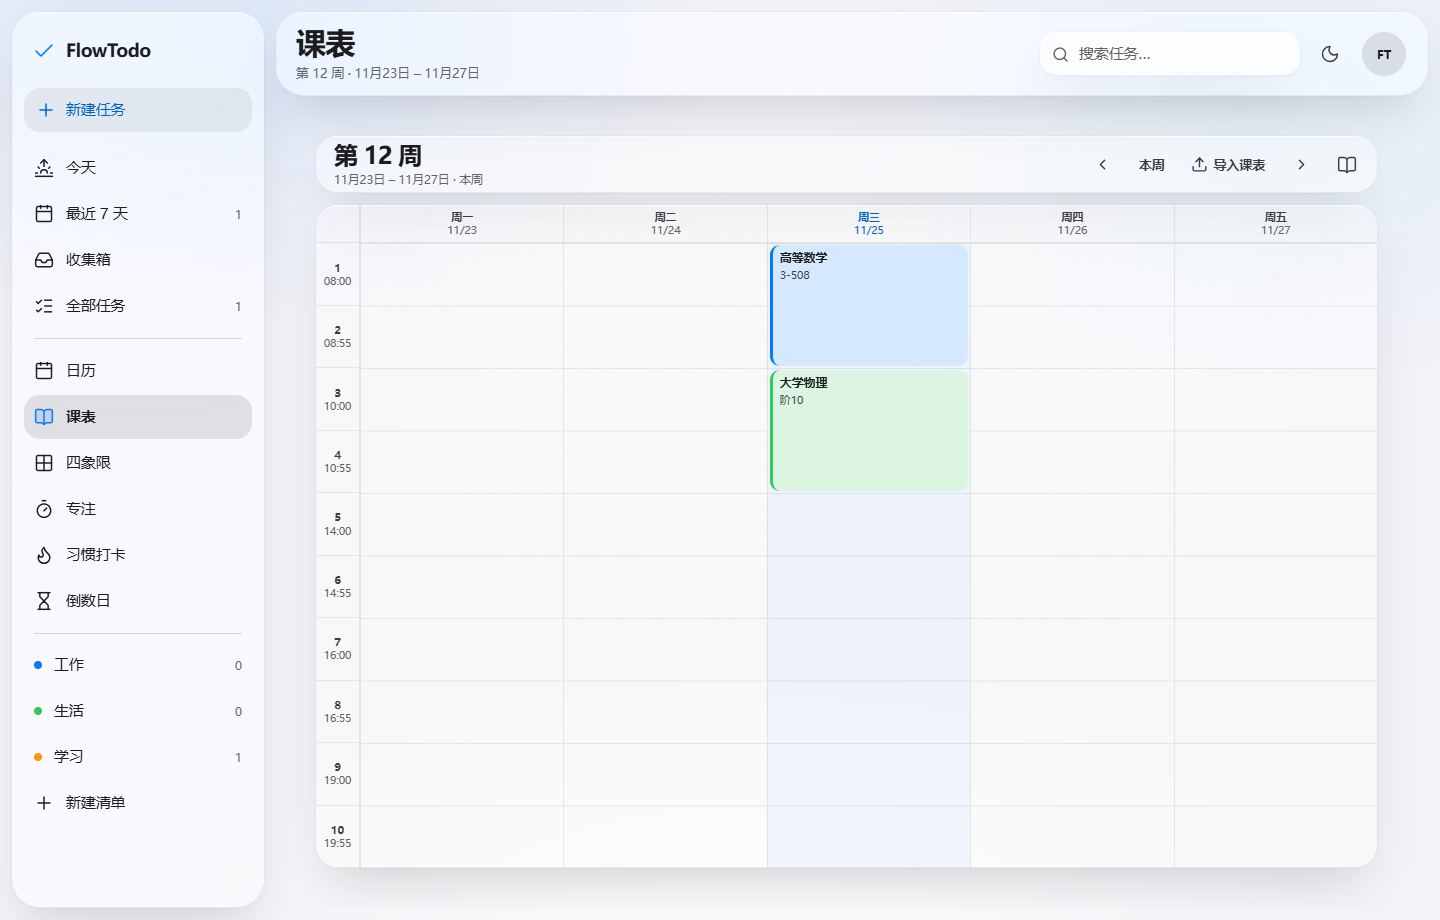 FlowTodo
新建任务
今天
最近 7 天 1
收集箱
全部任务 1
日历
课表
四象限
专注
习惯打卡
倒数日
工作 0
生活 0
学习 1
新建清单
课表
第 12 周 · 11月23日 – 11月27日
搜索任务...
FT
第 12 周
11月23日 – 11月27日 · 本周
本周
导入课表
周一 周二 周三 周四 周五
11/23 11/24 11/25 11/26 11/27
1
08:00
高等数学
3-508
2
08:55
3
10:00
大学物理
阶10
4
10:55
5
14:00
6
14:55
7
16:00
8
16:55
9
19:00
10
19:55